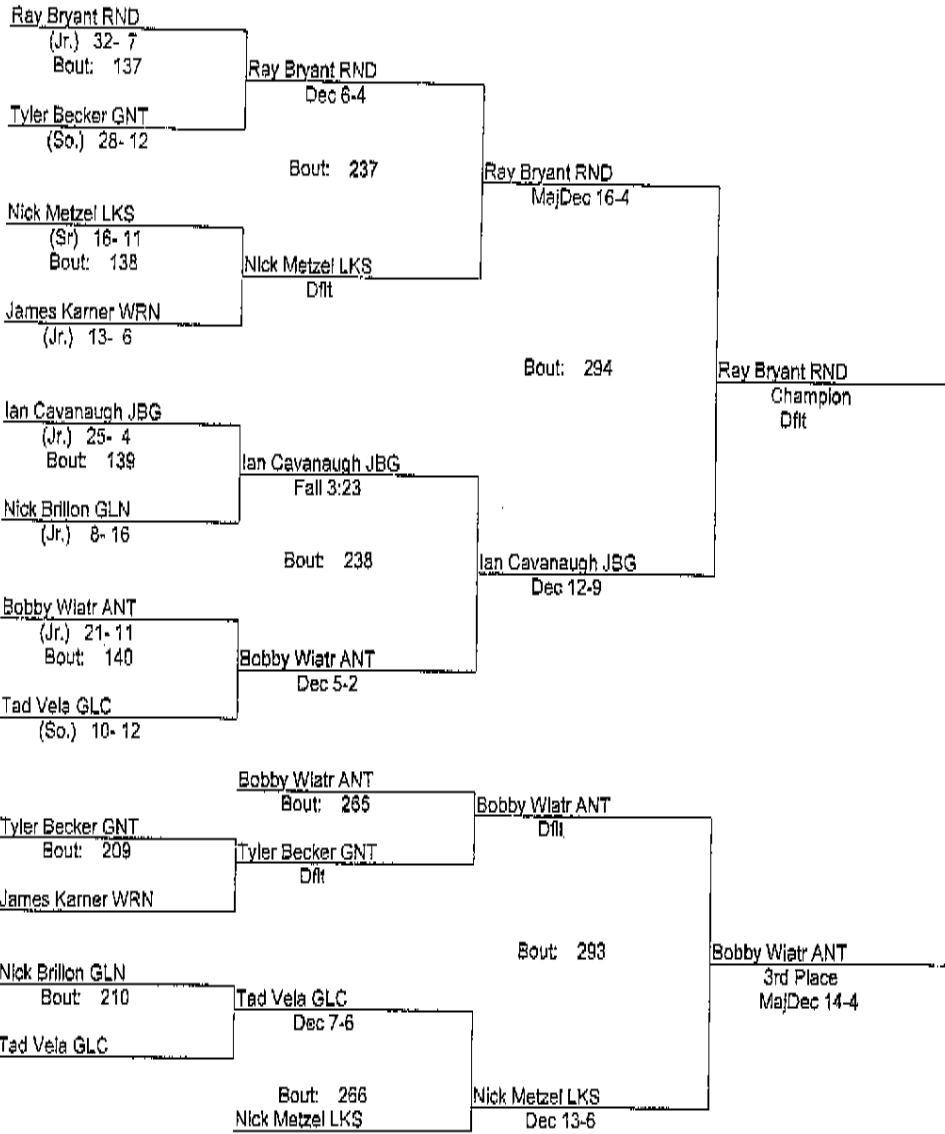 Ray Bryant RND
(Jr.) 32- 7
Bout: 137
Ray Bryant RND
Dec 6-4
Tyler Becker GNT
(So.) 28- 12
Bout: 237
Ray Bryant RND
MajDec 16-4
Nick Metzel LKS
(Sr) 16- 11
Bout: 138
Nick Metzel LKS
Dflt
James Karner WRN
(Jr.) 13- 6
Bout: 294
Ray Bryant RND
Champion
Dflt
Ian Cavanaugh JBG
(Jr.) 25- 4
Bout: 139
Ian Cavanaugh JBG
Fall 3:23
Nick Brillon GLN
(Jr.) 8- 16
Bout: 238
Ian Cavanaugh JBG
Dec 12-9
Bobby Wiatr ANT
(Jr.) 21- 11
Bout: 140
Bobby Wiatr ANT
Dec 5-2
Tad Vela GLC
(So.) 10- 12
Bobby Wiatr ANT
Bout: 265
Bobby Wiatr ANT
Dflt
Tyler Becker GNT
Bout: 209
Tyler Becker GNT
Dflt
James Karner WRN
Bout: 293
Bobby Wiatr ANT
3rd Place
MajDec 14-4
Nick Brillon GLN
Bout: 210
Tad Vela GLC
Dec 7-6
Tad Vela GLC
Bout: 266
Nick Metzel LKS
Dec 13-6
Nick Metzel LKS